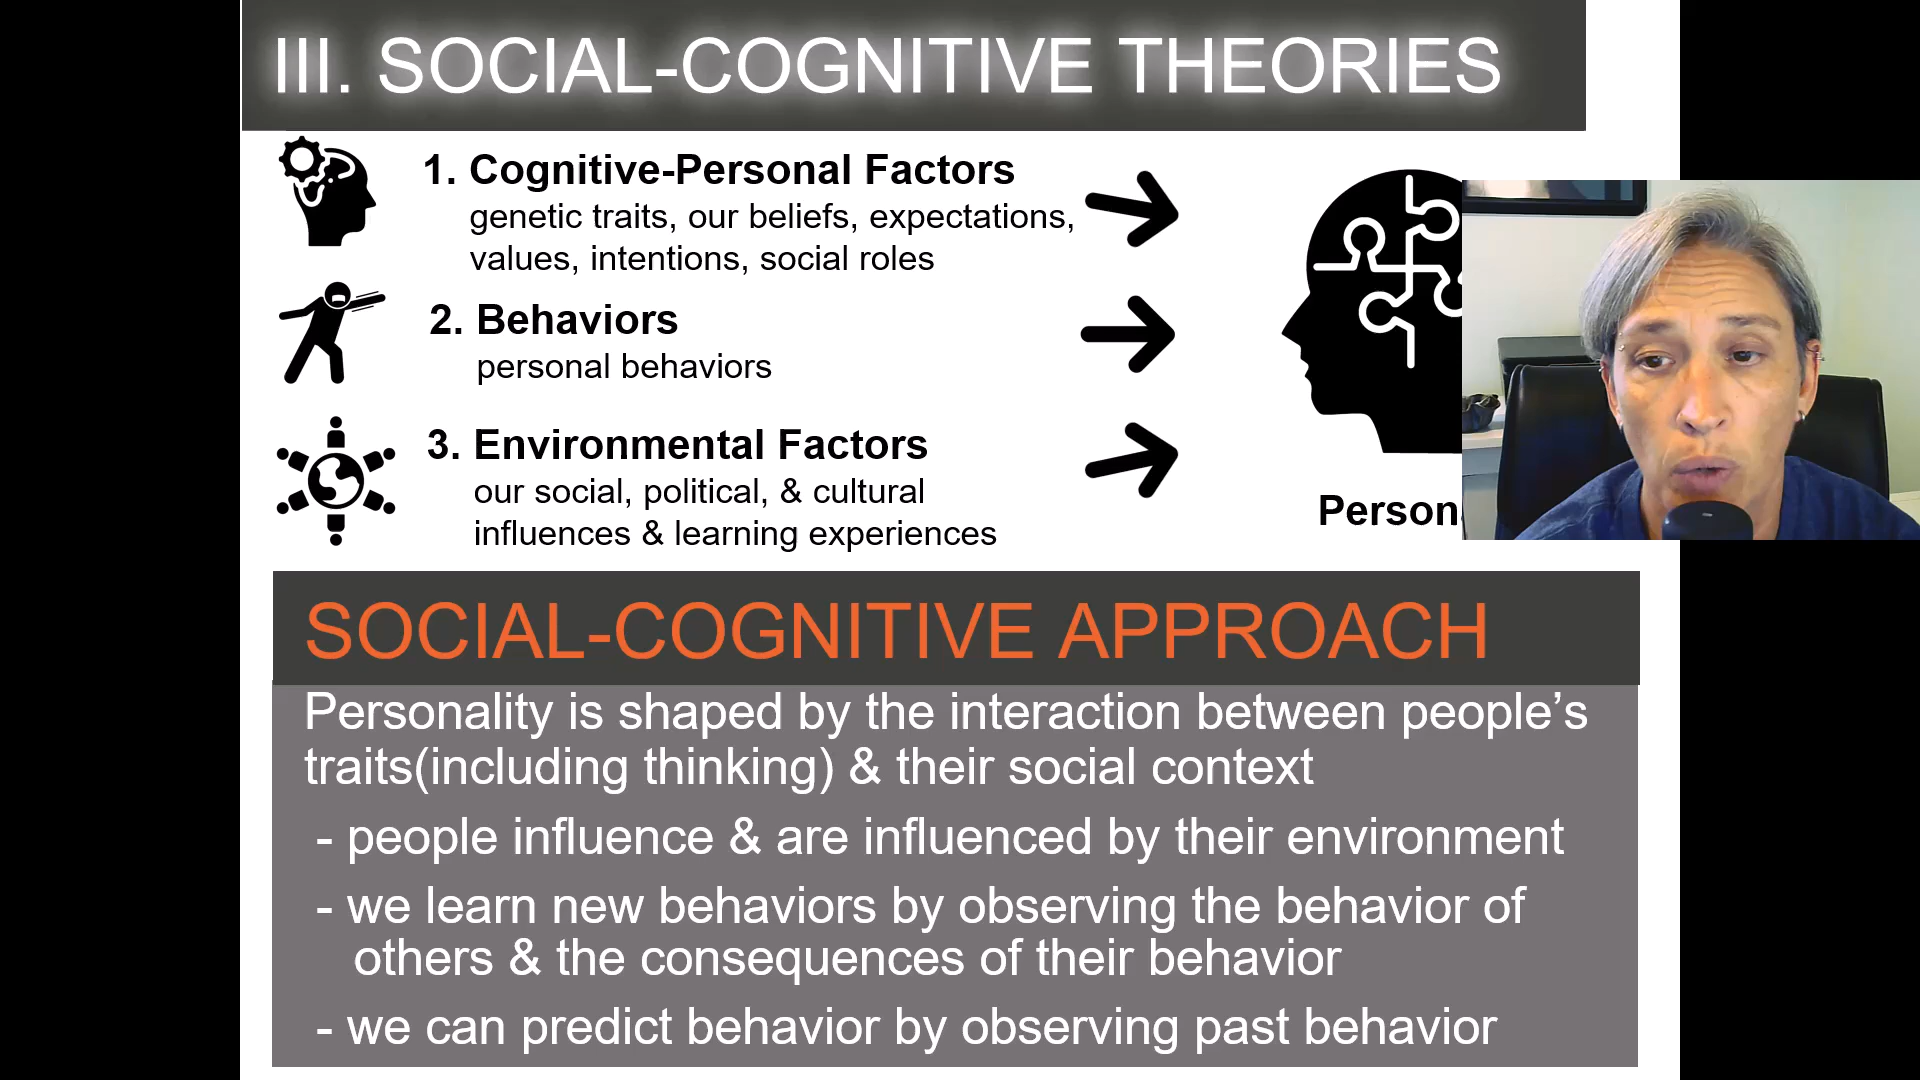 III. SOCIAL-COGNITIVE THEORIES
1. Cognitive-Personal Factors
genetic traits, our beliefs, expectations,
values, intentions, social roles
2. Behaviors
personal behaviors
3. Environmental Factors
our social, political, & cultural
influences & learning experiences
Person
SOCIAL-COGNITIVE APPROACH
Personality is shaped by the interaction between people’s
traits(including thinking) & their social context
- people influence & are influenced by their environment
- we learn new behaviors by observing the behavior of
others & the consequences of their behavior
- we can predict behavior by observing past behavior